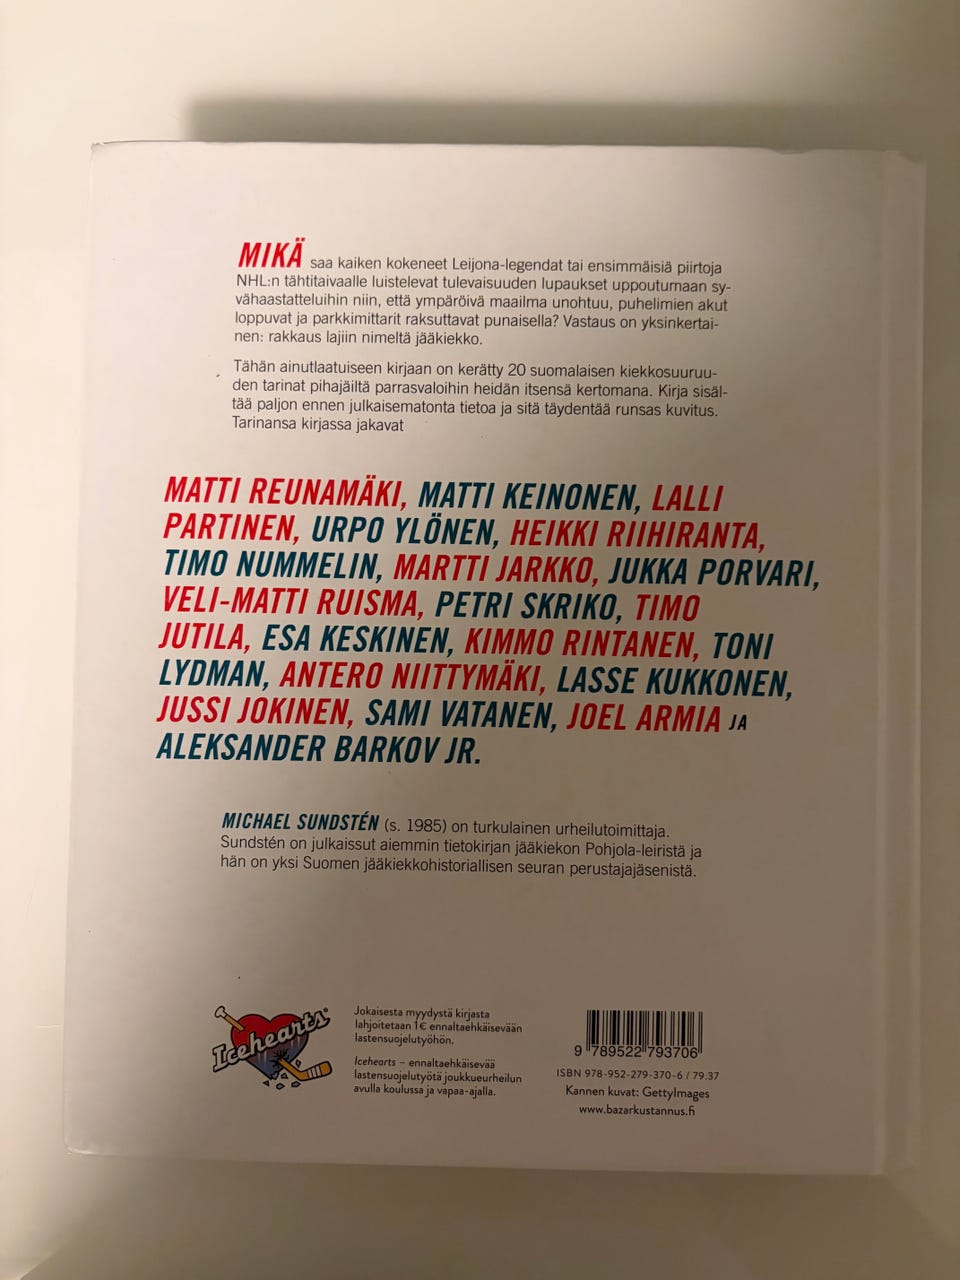 MIKÄ saa kaiken kokeneet Leijona-legendat tai ensimmäisiä piirtoja
NHL:n tähtitaivaalle luistelevat tulevaisuuden lupaukset uppoutumaan sy-
vähaastatteluihin niin, että ympäröivä maailma unohtuu, puhelimien akut
loppuvat ja parkkimittarit raksuttavat punaisella? Vastaus on yksinkertai-
nen: rakkaus lajiin nimeltä jääkiekko.
Tähän ainutlaatuiseen kirjaan on kerätty 20 suomalaisen kiekkosuuruu-
den tarinat pihajäiltä parrasvaloihin heidän itsensä kertomana. Kirja sisäl-
tää paljon ennen julkaisematonta tietoa ja sitä täydentää runsas kuvitus.
Tarinansa kirjassa jakavat
MATTI REUNAMÄKI, MATTI KEINONEN, LALLI
PARTINEN, URPO YLÖNEN, HEIKKI RIIHIRANTA,
TIMO NUMMELIN, MARTTI JARKKO, JUKKA PORVARI,
VELI-MATTI RUISMA, PETRI SKRIKO, TIMO
JUTILA, ESA KESKINEN, KIMMO RINTANEN, TONI
LYDMAN, ANTERO NIITTYMÄKI, LASSE KUKKONEN,
JUSSI JOKINEN, SAMI VATANEN, JOEL ARMIA JA
ALEKSANDER BARKOV JR.
MICHAEL SUNDSTÉN (s. 1985) on turkulainen urheilutoimittaja.
Sundstén on julkaissut aiemmin tietokirjan jääkiekon Pohjola-leiristä ja
hän on yksi Suomen jääkiekkohistoriallisen seuran perustajajäsenistä.
Icehearts®
Jokaisesta myydystä kirjasta
lahjoitetaan 1€ ennaltaehkäisevään
lastensuojelutyöhön.
Icehearts – ennaltaehkäisevää
lastensuojelutyötä joukkueurheilun
avulla koulussa ja vapaa-ajalla.
9 789522 793706
ISBN 978-952-279-370-6 / 79.37
Kannen kuvat: GettyImages
www.bazarkustannus.fi